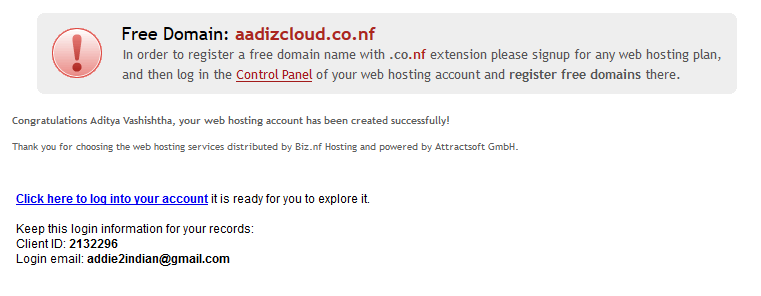 Free Domain: aadizcloud.co.nf
In order to register a free domain name with .co.nf extension please signup for any web hosting plan,
and then log in the Control Panel of your web hosting account and register free domains there.
Congratulations Aditya Vashishtha, your web hosting account has been created successfully!
Thank you for choosing the web hosting services distributed by Biz.nf Hosting and powered by Attractsoft GmbH.
Click here to log into your account it is ready for you to explore it.
Keep this login information for your records:
Client ID: 2132296
Login email: addie2indian@gmail.com